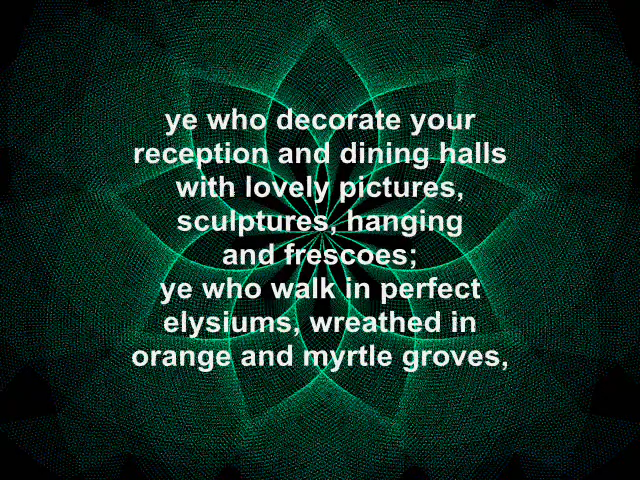 ye who decorate your
reception and dining halls
with lovely pictures,
sculptures, hanging
and frescoes;
ye who walk in perfect
elysiums, wreathed in
orange and myrtle groves,